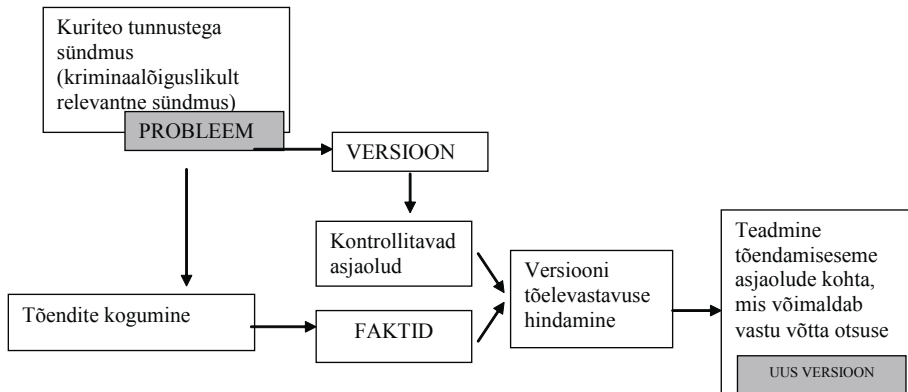 Kuriteo tunnustega
sündmus
(kriminaalõiguslikult
relevantne sündmus)
PROBLEEM
VERSIOON
Kontrollitavad
asjaolud
Tõendite kogumine
FAKTID
Versiooni
tõelevastavuse
hindamine
Teadmine
tõendamiseseme
asjaolude kohta,
mis võimaldab
vastu võtta otsuse
UUS VERSIOON